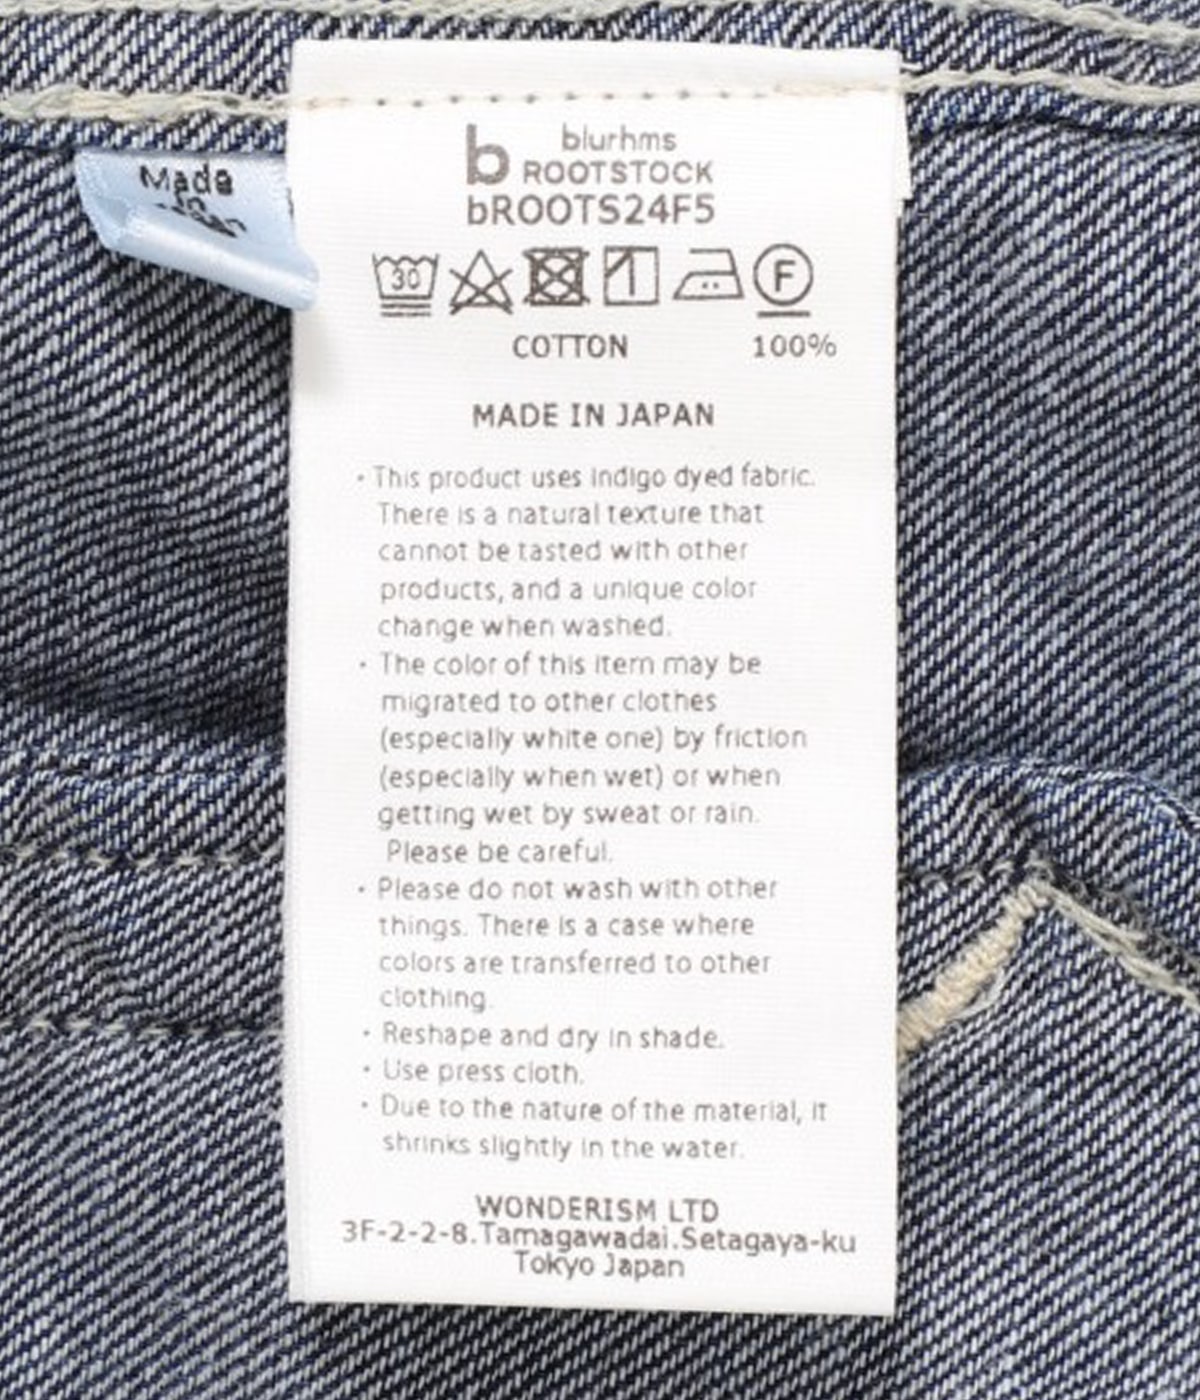 Made
in
b blurhms
ROOTSTOCK
bROOTS24F5
30 F
COTTON 100%
MADE IN JAPAN
・This product uses indigo dyed fabric.
There is a natural texture that
cannot be tasted with other
products, and a unique color
change when washed.
・The color of this item may be
migrated to other clothes
(especially white one) by friction
(especially when wet) or when
getting wet by sweat or rain.
Please be careful.
・Please do not wash with other
things. There is a case where
colors are transferred to other
clothing.
・Reshape and dry in shade.
・Use press cloth.
・Due to the nature of the material, it
shrinks slightly in the water.
WONDERISM LTD
3F-2-2-8.Tamagawadai.Setagaya-ku
Tokyo Japan